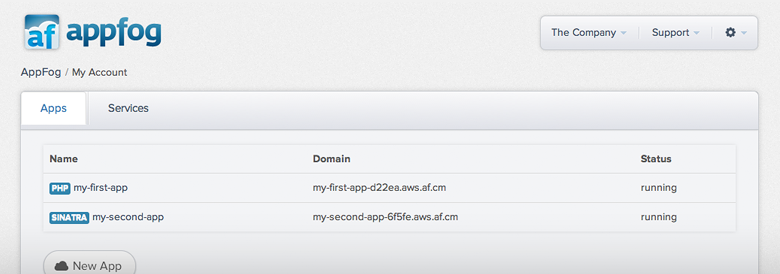 af appfog
The Company Support
AppFog / My Account
Apps Services
Name Domain Status
PHP my-first-app my-first-app-d22ea.aws.af.cm running
SINATRA my-second-app my-second-app-6f5fe.aws.af.cm running
New App